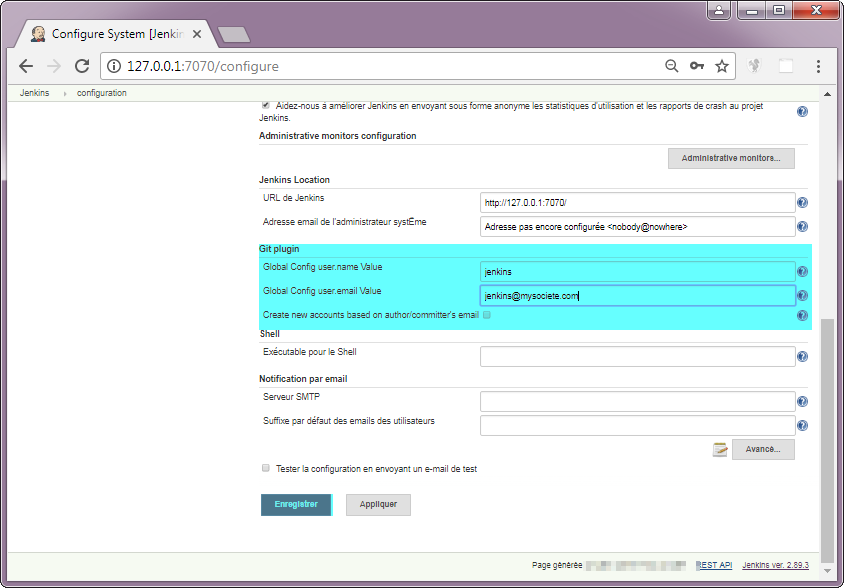 Configure System [Jenkin
127.0.0.1:7070/configure
Jenkins configuration
Aidez-nous à améliorer Jenkins en envoyant sous forme anonyme les statistiques d'utilisation et les rapports de crash au projet
Jenkins.
Administrative monitors configuration
Administrative monitors...
Jenkins Location
URL de Jenkins http://127.0.0.1:7070/
Adresse email de l'administrateur systÈme Adresse pas encore configurée <nobody@nowhere>
Git plugin
Global Config user.name Value jenkins
Global Config user.email Value jenkins@mysociete.com
Create new accounts based on author/committer's email
Shell
Exécutable pour le Shell
Notification par email
Serveur SMTP
Suffixe par défaut des emails des utilisateurs
Avancé...
Tester la configuration en envoyant un e-mail de test
Enregistrer Appliquer
Page générée REST API Jenkins ver. 2.89.3